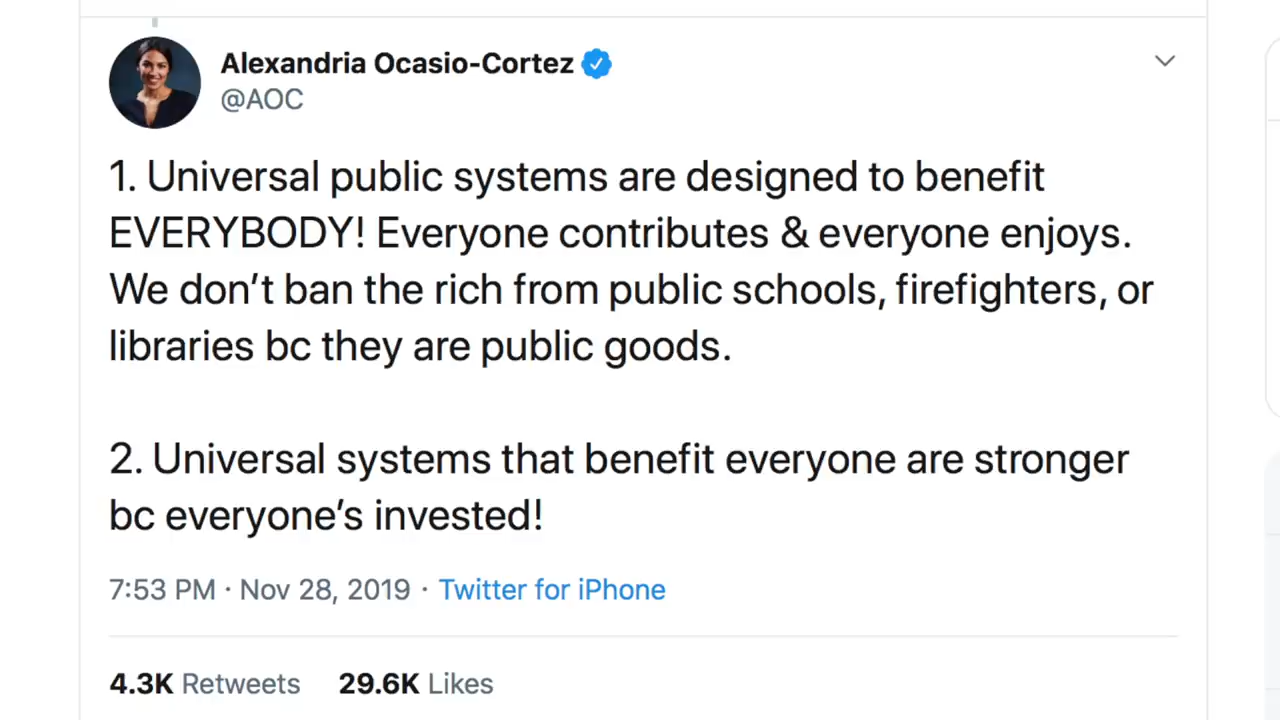 Alexandria Ocasio-Cortez
@AOC
1. Universal public systems are designed to benefit
EVERYBODY! Everyone contributes & everyone enjoys.
We don’t ban the rich from public schools, firefighters, or
libraries bc they are public goods.
2. Universal systems that benefit everyone are stronger
bc everyone’s invested!
7:53 PM · Nov 28, 2019 · Twitter for iPhone
4.3K Retweets 29.6K Likes